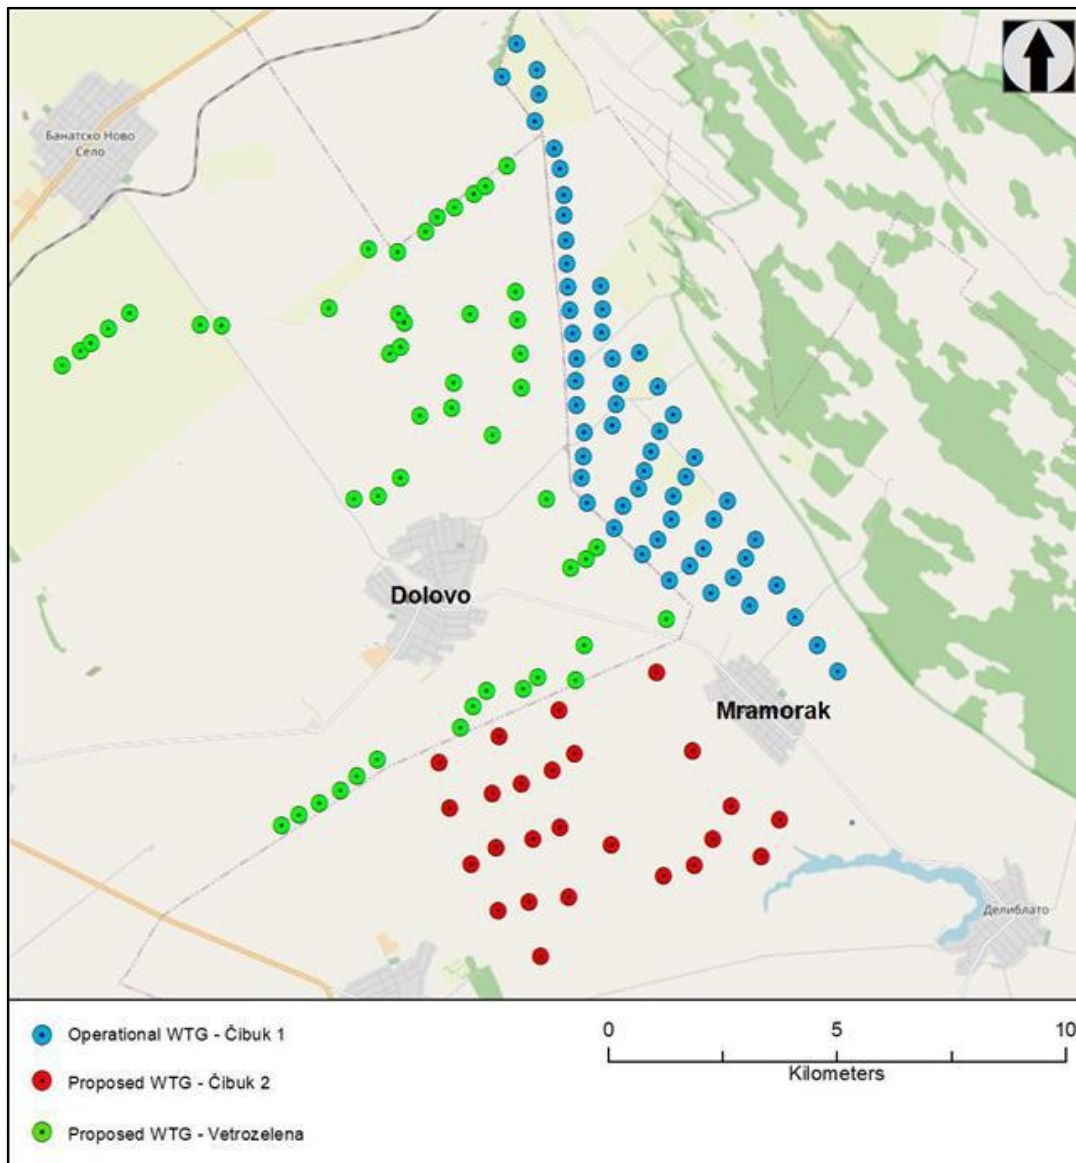 Банатско Ново
Село
Dolovo
Mramorak
Делиблато
Operational WTG - Čibuk 1
Proposed WTG - Čibuk 2
Proposed WTG - Vetrozelena
0 5 10
Kilometers